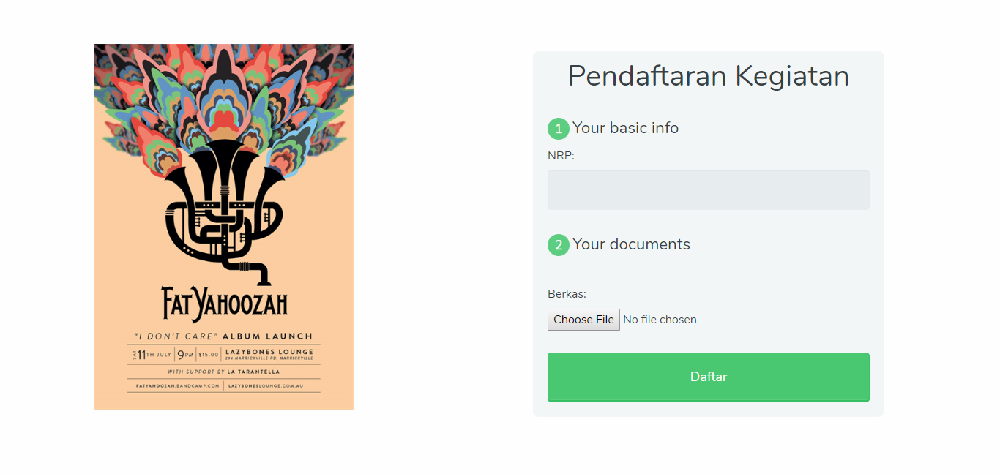 FAT YAHOOZAH
"I DON'T CARE" ALBUM LAUNCH
SAT 11TH JULY 9PM $15.00 LAZYBONES LOUNGE
294 MARRICKVILLE RD, MARRICKVILLE
WITH SUPPORT BY LA TARANTELLA
FATYAHOOZAH.BANDCAMP.COM LAZYBONESLOUNGE.COM.AU
Pendaftaran Kegiatan
1 Your basic info
NRP:
2 Your documents
Berkas:
Choose File No file chosen
Daftar